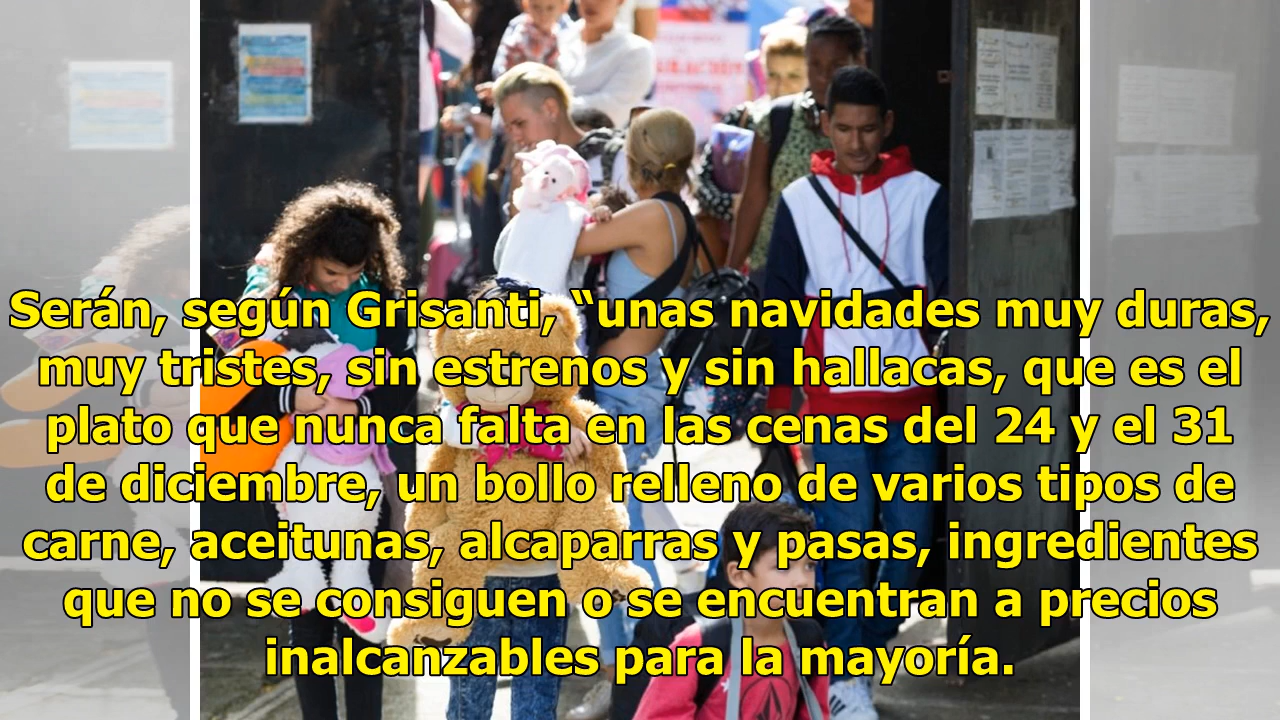 Serán, según Grisanti, “unas navidades muy duras,
muy tristes, sin estrenos y sin hallacas, que es el
plato que nunca falta en las cenas del 24 y el 31
de diciembre, un bollo relleno de varios tipos de
carne, aceitunas, alcaparras y pasas, ingredientes
que no se consiguen o se encuentran a precios
inalcanzables para la mayoría.